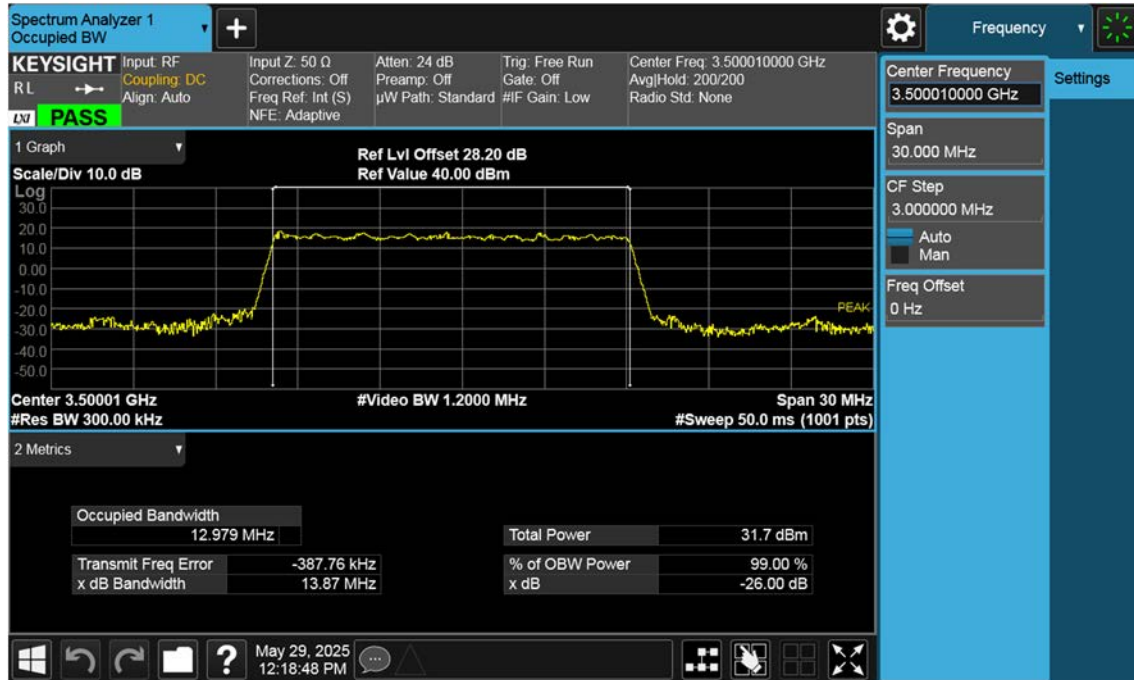 Spectrum Analyzer 1
Occupied BW
+
Frequency
KEYSIGHT
R L
LXI PASS
Input: RF
Coupling: DC
Align: Auto
Input Z: 50 Ω
Corrections: Off
Freq Ref: Int (S)
NFE: Adaptive
Atten: 24 dB
Preamp: Off
µW Path: Standard
Trig: Free Run
Gate: Off
#IF Gain: Low
Center Freq: 3.500010000 GHz
Avg|Hold: 200/200
Radio Std: None
Center Frequency
3.500010000 GHz
Settings
Span
30.000 MHz
CF Step
3.000000 MHz
Auto
Man
Freq Offset
0 Hz
1 Graph
Scale/Div 10.0 dB
Ref Lvl Offset 28.20 dB
Ref Value 40.00 dBm
Log
30.0
20.0
10.0
0.00
-10.0
-20.0
-30.0
-40.0
-50.0
PEAK
Center 3.50001 GHz
#Video BW 1.2000 MHz
Span 30 MHz
#Res BW 300.00 kHz
#Sweep 50.0 ms (1001 pts)
2 Metrics
Occupied Bandwidth
12.979 MHz
Total Power 31.7 dBm
Transmit Freq Error -387.76 kHz
% of OBW Power 99.00 %
x dB Bandwidth 13.87 MHz
x dB -26.00 dB
?
May 29, 2025
12:18:48 PM